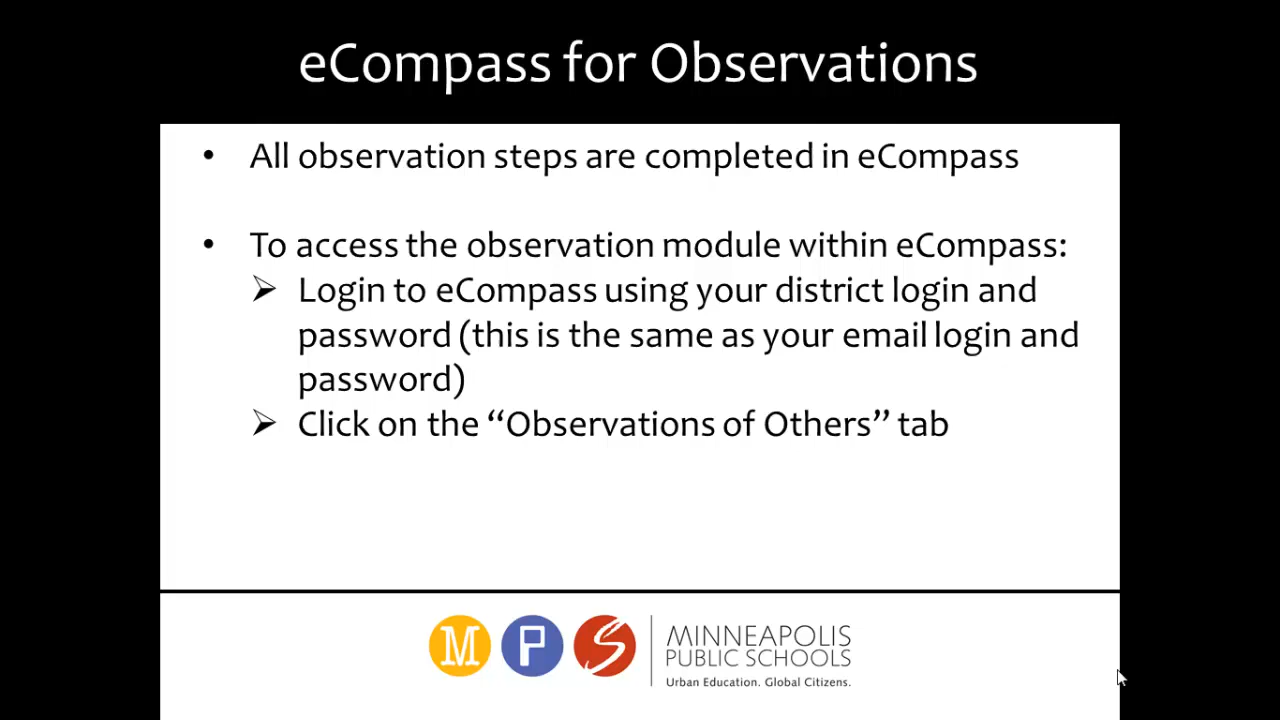 eCompass for Observations
• All observation steps are completed in eCompass
• To access the observation module within eCompass:
➢ Login to eCompass using your district login and
password (this is the same as your email login and
password)
➢ Click on the “Observations of Others” tab
M P S
MINNEAPOLIS
PUBLIC SCHOOLS
Urban Education. Global Citizens.